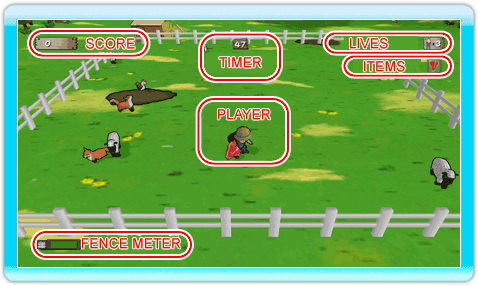 0 SCORE
47
TIMER
LIVES 3
ITEMS
PLAYER
FENCE METER